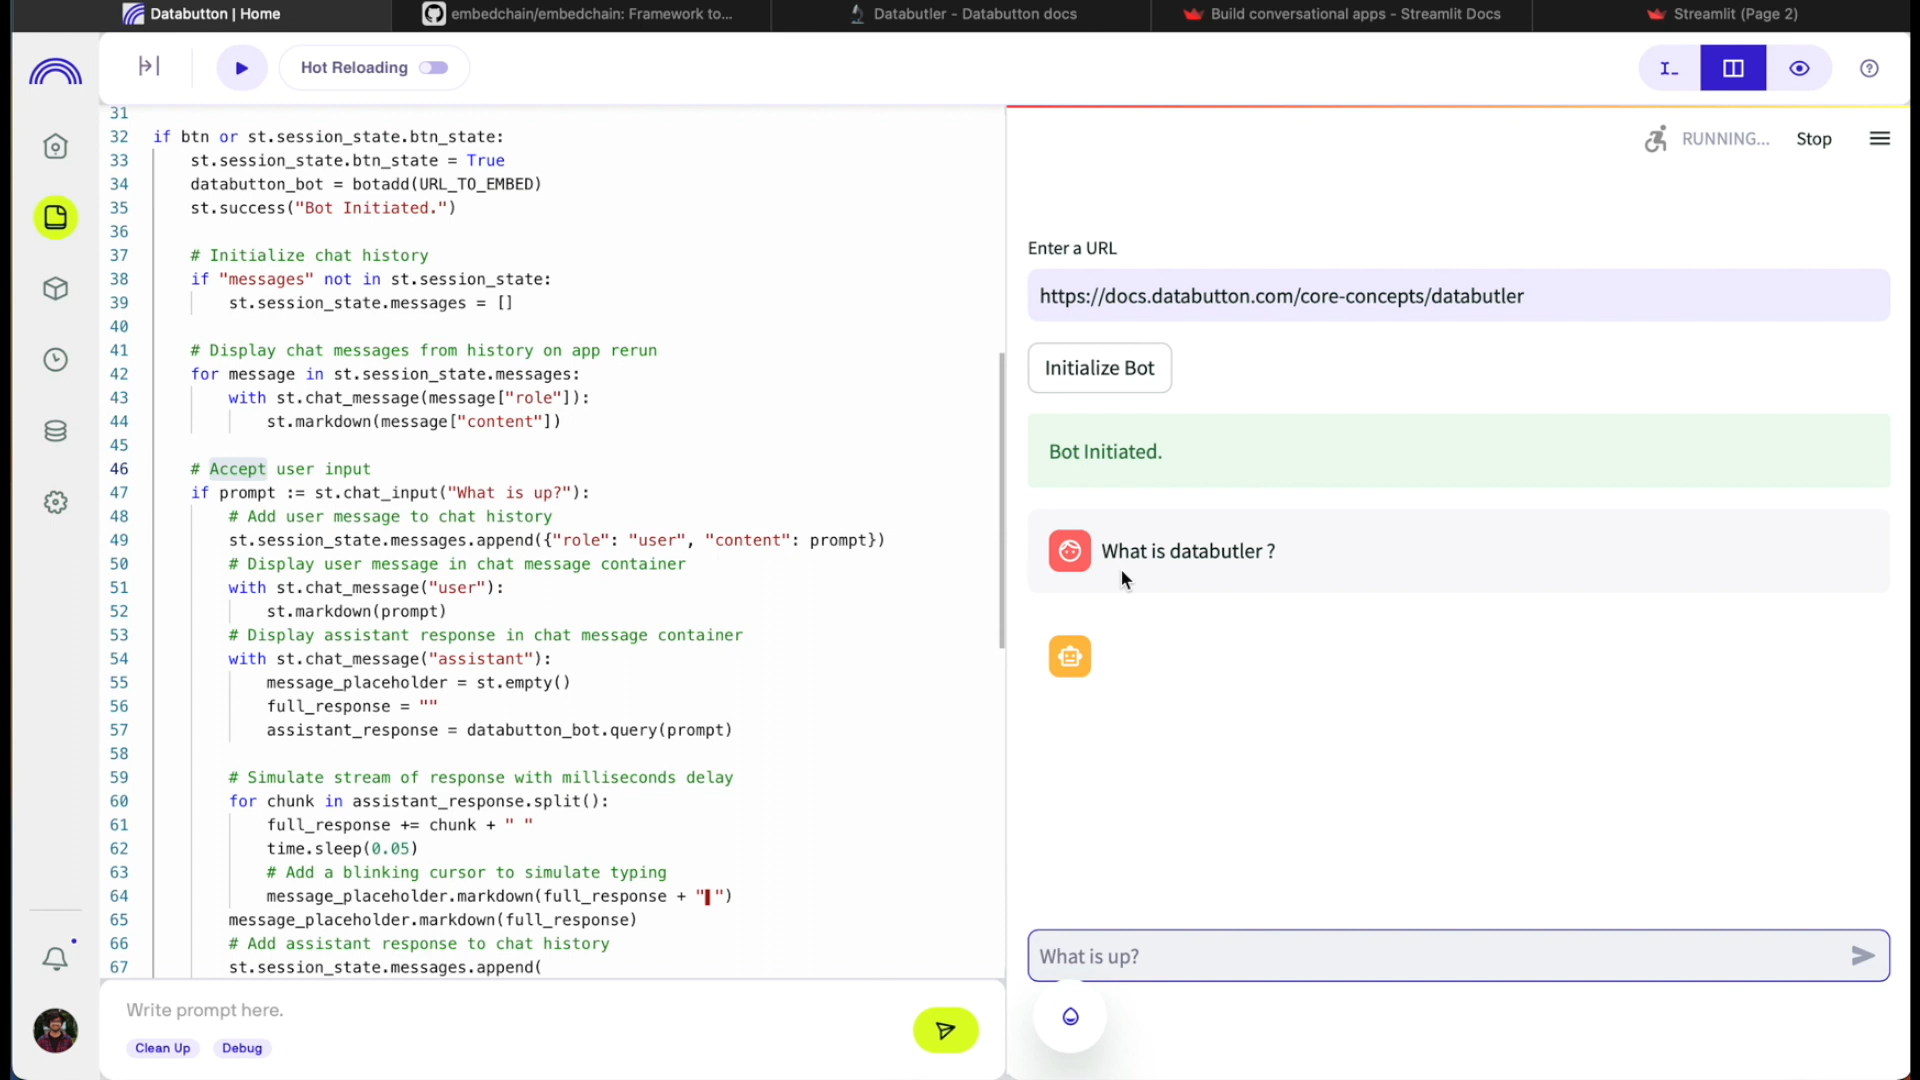 Databutton | Home
embedchain/embedchain: Framework to...
Databutler - Databutton docs
Build conversational apps - Streamlit Docs
Streamlit (Page 2)
Hot Reloading
31
32 if btn or st.session_state.btn_state:
33 st.session_state.btn_state = True
34 databutton_bot = botadd(URL_TO_EMBED)
35 st.success("Bot Initiated.")
36
37 # Initialize chat history
38 if "messages" not in st.session_state:
39 st.session_state.messages = []
40
41 # Display chat messages from history on app rerun
42 for message in st.session_state.messages:
43 with st.chat_message(message["role"]):
44 st.markdown(message["content"])
45
46 # Accept user input
47 if prompt := st.chat_input("What is up?"):
48 # Add user message to chat history
49 st.session_state.messages.append({"role": "user", "content": prompt})
50 # Display user message in chat message container
51 with st.chat_message("user"):
52 st.markdown(prompt)
53 # Display assistant response in chat message container
54 with st.chat_message("assistant"):
55 message_placeholder = st.empty()
56 full_response = ""
57 assistant_response = databutton_bot.query(prompt)
58
59 # Simulate stream of response with milliseconds delay
60 for chunk in assistant_response.split():
61 full_response += chunk + " "
62 time.sleep(0.05)
63 # Add a blinking cursor to simulate typing
64 message_placeholder.markdown(full_response + "▌")
65 message_placeholder.markdown(full_response)
66 # Add assistant response to chat history
67 st.session_state.messages.append(
Write prompt here.
Clean Up
Debug
RUNNING...
Stop
Enter a URL
https://docs.databutton.com/core-concepts/databutler
Initialize Bot
Bot Initiated.
What is databutler ?
What is up?